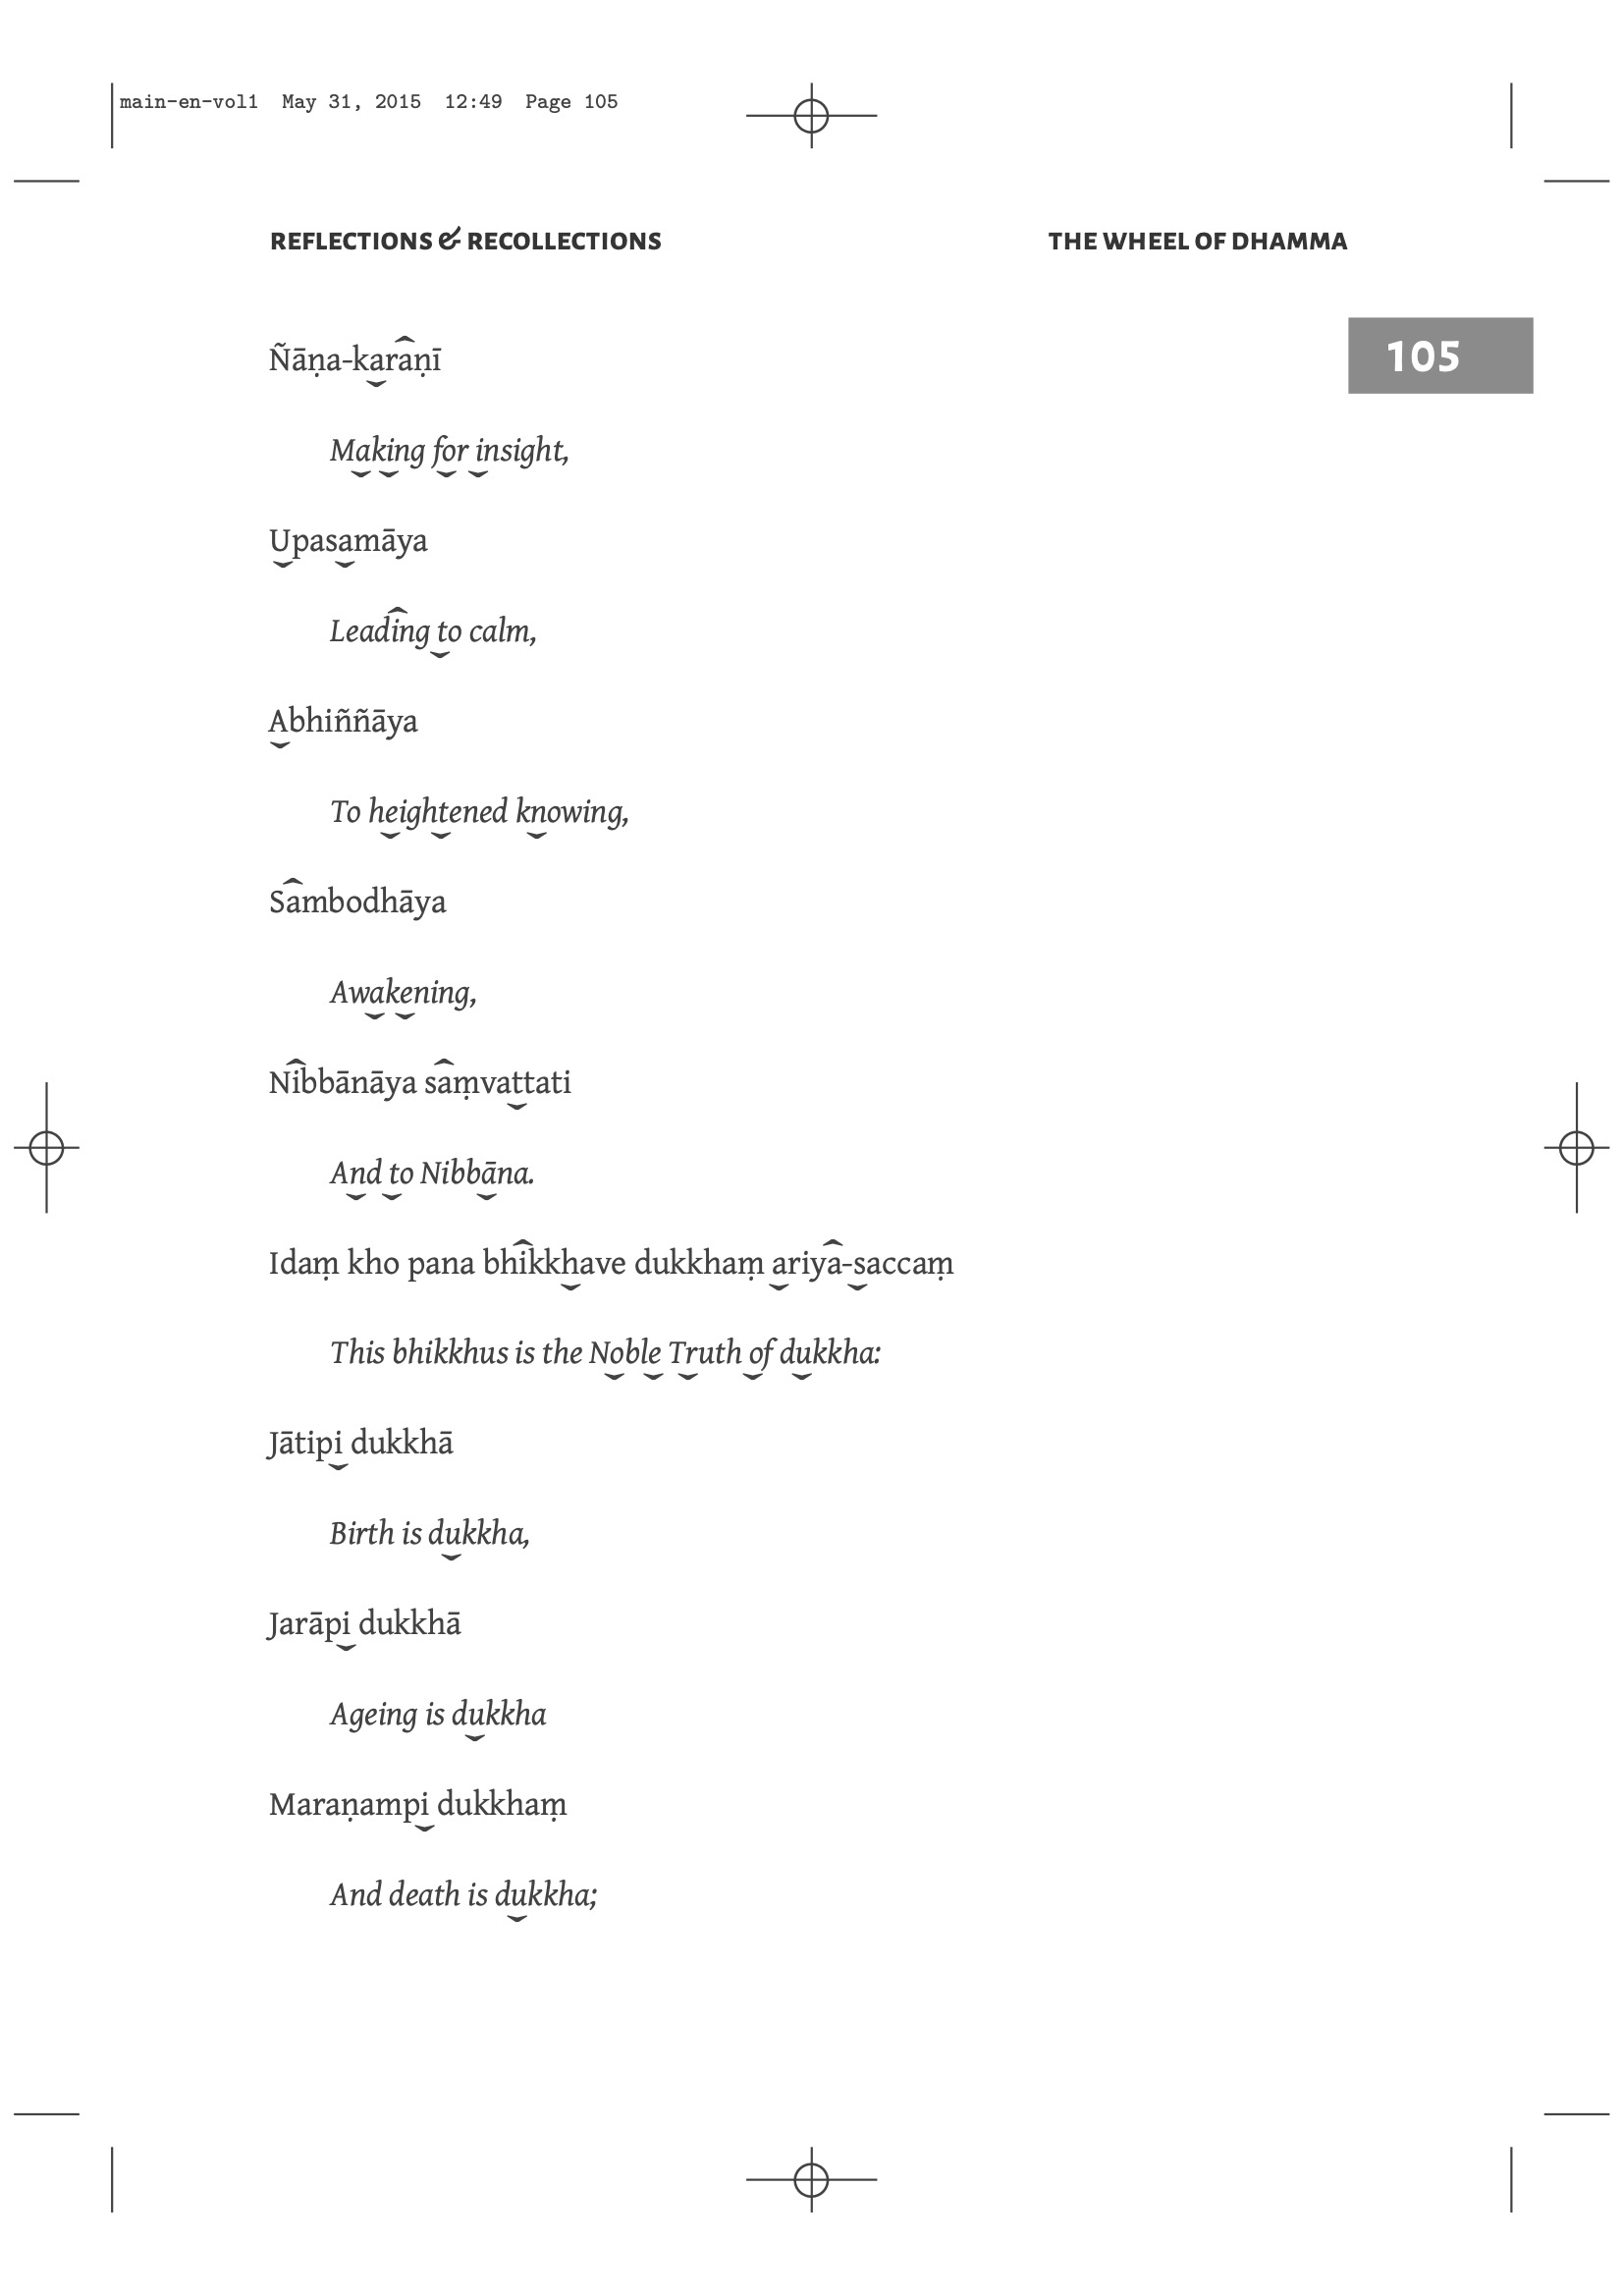 main-en-vol1 May 31, 2015 12:49 Page 105
REFLECTIONS & RECOLLECTIONS THE WHEEL OF DHAMMA
105
Ñāṇa-karaṇī
Making for insight,
Upasamāya
Leading to calm,
Abhiññāya
To heightened knowing,
Sambodhāya
Awakening,
Nibbānāya saṃvattati
And to Nibbāna.
Idaṃ kho pana bhikkhave dukkhaṃ ariya-saccaṃ
This bhikkhus is the Noble Truth of dukkha:
Jātipi dukkhā
Birth is dukkha,
Jarāpi dukkhā
Ageing is dukkha
Maraṇampi dukkhaṃ
And death is dukkha;